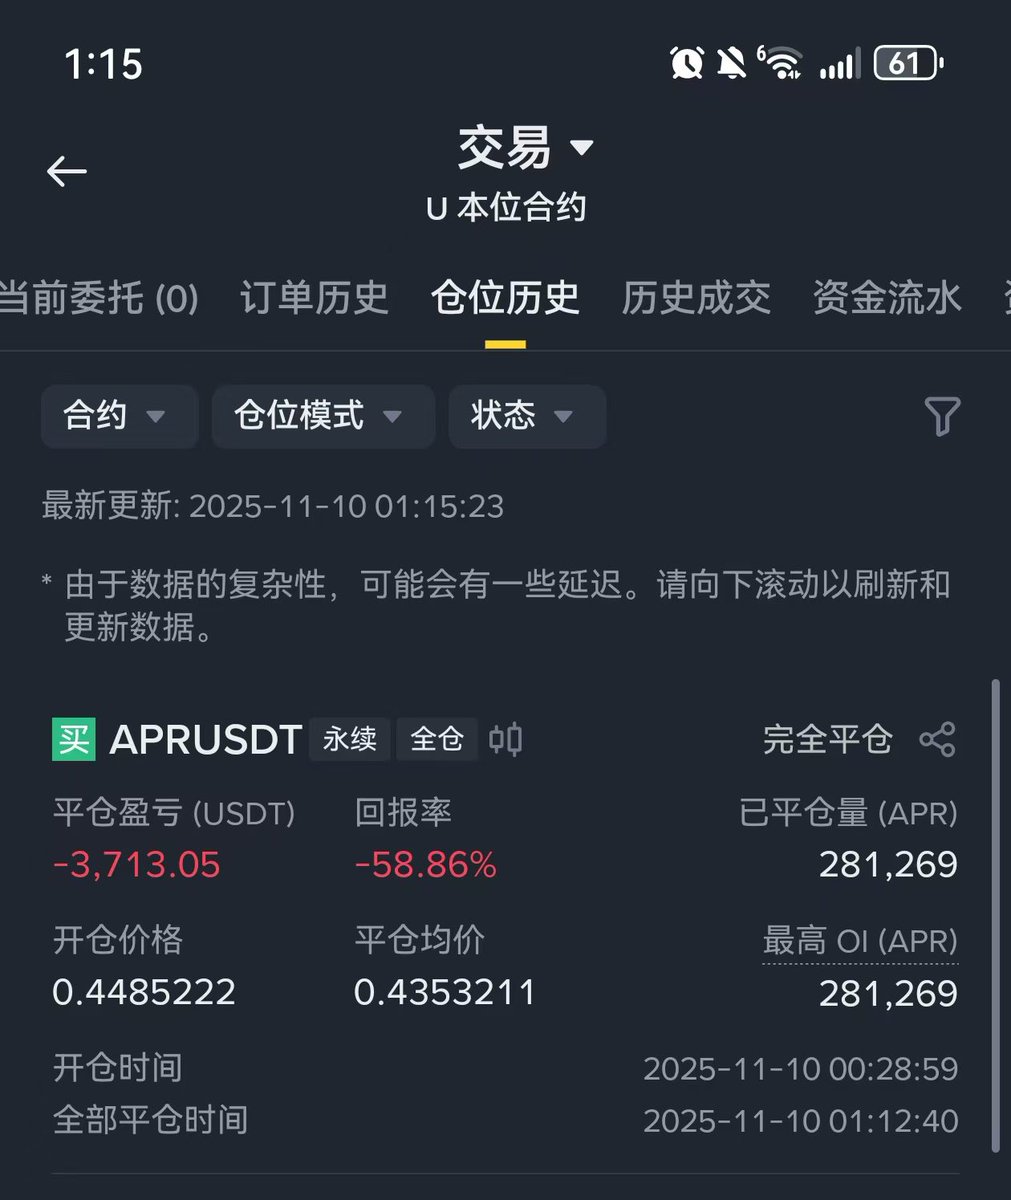 1:15
6
61
交易
U 本位合约
当前委托 (0) 订单历史 仓位历史 历史成交 资金流水
合约 仓位模式 状态
最新更新: 2025-11-10 01:15:23
* 由于数据的复杂性，可能会有一些延迟。请向下滚动以刷新和
更新数据。
买 APRUSDT 永续 全仓 完全平仓
平仓盈亏 (USDT) 回报率 已平仓量 (APR)
-3,713.05 -58.86% 281,269
开仓价格 平仓均价 最高 OI (APR)
0.4485222 0.4353211 281,269
开仓时间 2025-11-10 00:28:59
全部平仓时间 2025-11-10 01:12:40